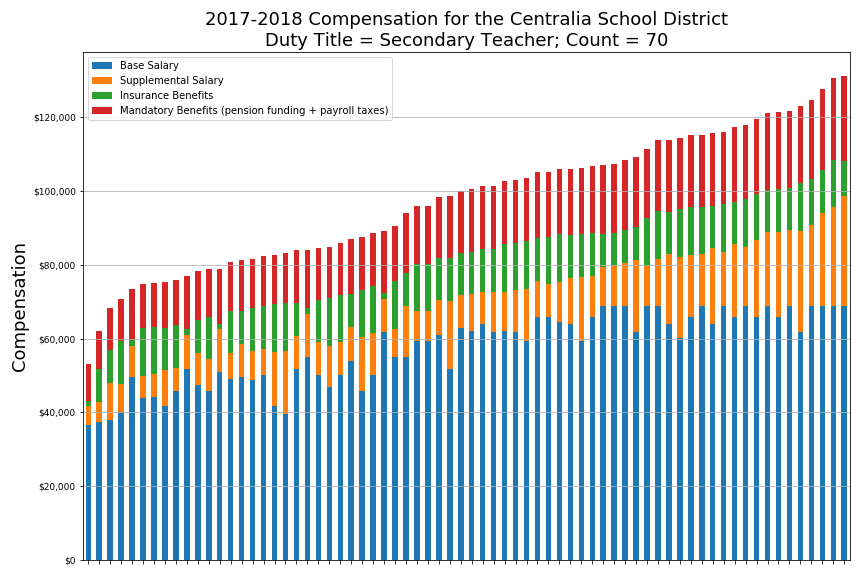 2017-2018 Compensation for the Centralia School District
Duty Title = Secondary Teacher; Count = 70
Base Salary
Supplemental Salary
Insurance Benefits
Mandatory Benefits (pension funding + payroll taxes)
Compensation
$120,000
$100,000
$80,000
$60,000
$40,000
$20,000
$0